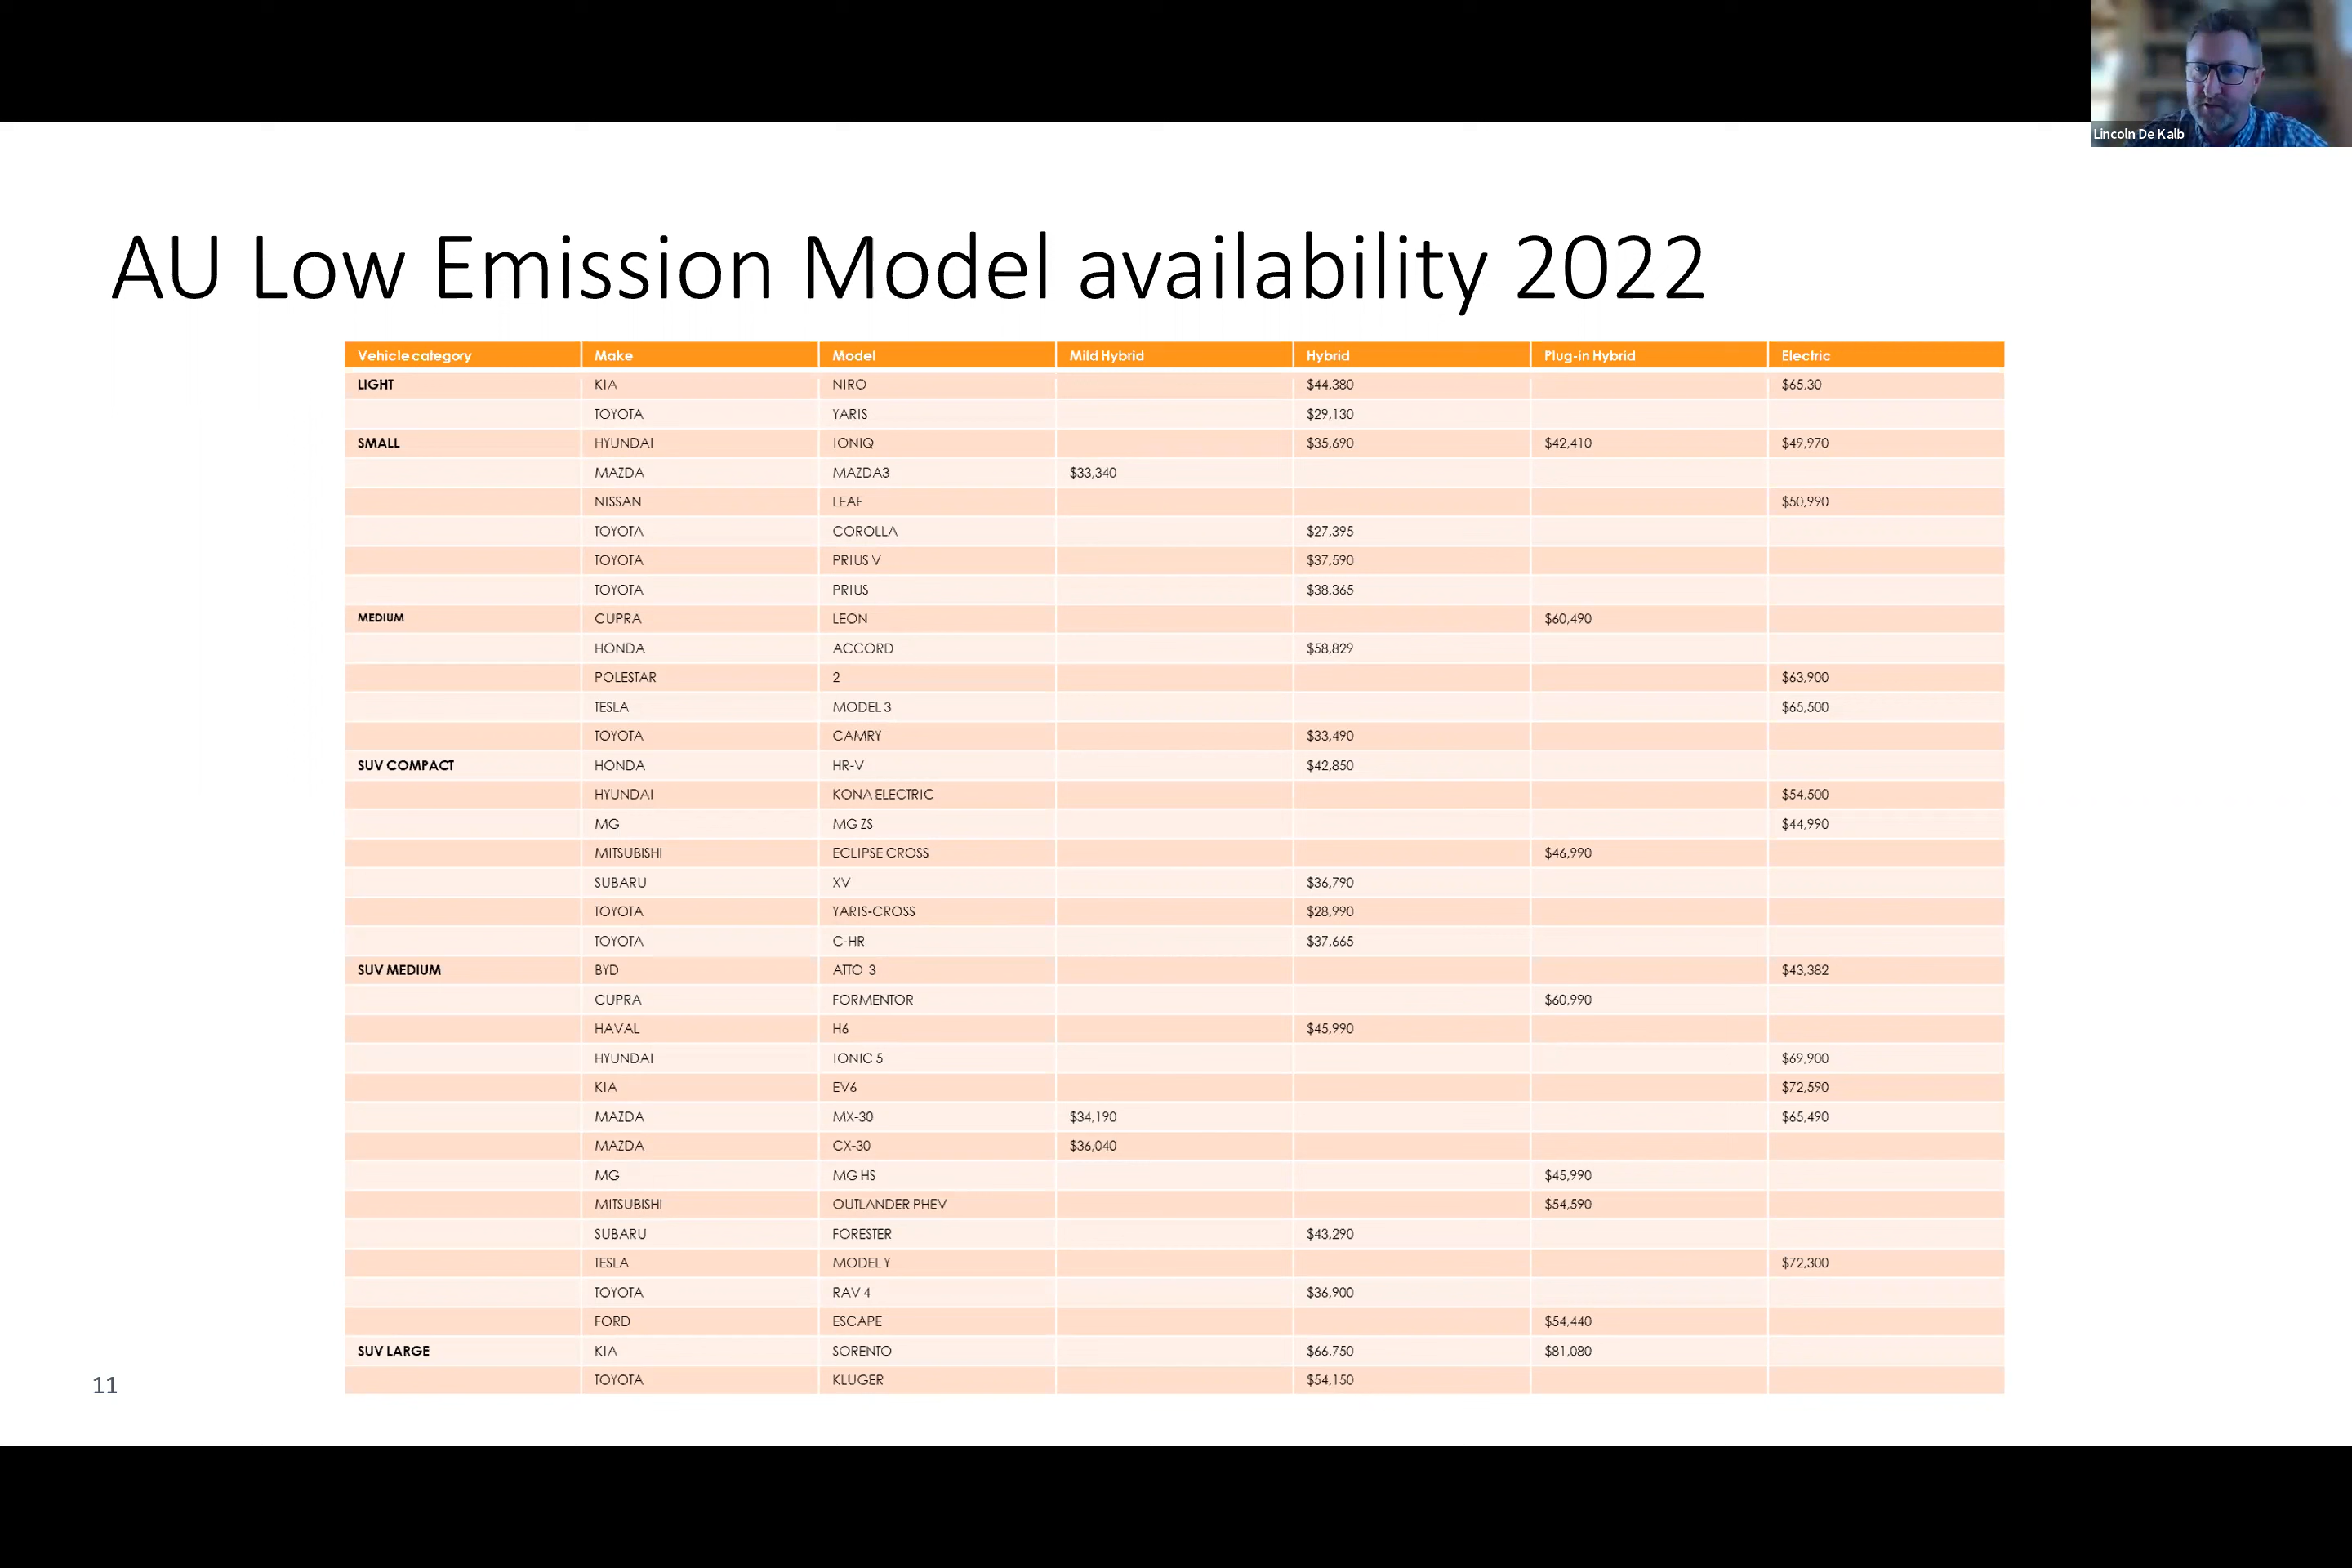 Lincoln De Kalb
AU Low Emission Model availability 2022
Vehicle category Make Model Mild Hybrid Hybrid Plug-in Hybrid Electric
LIGHT KIA NIRO $44,380 $65,30
TOYOTA YARIS $29,130
SMALL HYUNDAI IONIQ $35,690 $42,410 $49,970
MAZDA MAZDA3 $33,340
NISSAN LEAF $50,990
TOYOTA COROLLA $27,395
TOYOTA PRIUS V $37,590
TOYOTA PRIUS $38,365
MEDIUM CUPRA LEON $60,490
HONDA ACCORD $58,829
POLESTAR 2 $63,900
TESLA MODEL 3 $65,500
TOYOTA CAMRY $33,490
SUV COMPACT HONDA HR-V $42,850
HYUNDAI KONA ELECTRIC $54,500
MG MG ZS $44,990
MITSUBISHI ECLIPSE CROSS $46,990
SUBARU XV $36,790
TOYOTA YARIS-CROSS $28,990
TOYOTA C-HR $37,665
SUV MEDIUM BYD ATTO 3 $43,382
CUPRA FORMENTOR $60,990
HAVAL H6 $45,990
HYUNDAI IONIC 5 $69,900
KIA EV6 $72,590
MAZDA MX-30 $34,190 $65,490
MAZDA CX-30 $36,040
MG MG HS $45,990
MITSUBISHI OUTLANDER PHEV $54,590
SUBARU FORESTER $43,290
TESLA MODEL Y $72,300
TOYOTA RAV 4 $36,900
FORD ESCAPE $54,440
SUV LARGE KIA SORENTO $66,750 $81,080
TOYOTA KLUGER $54,150
11